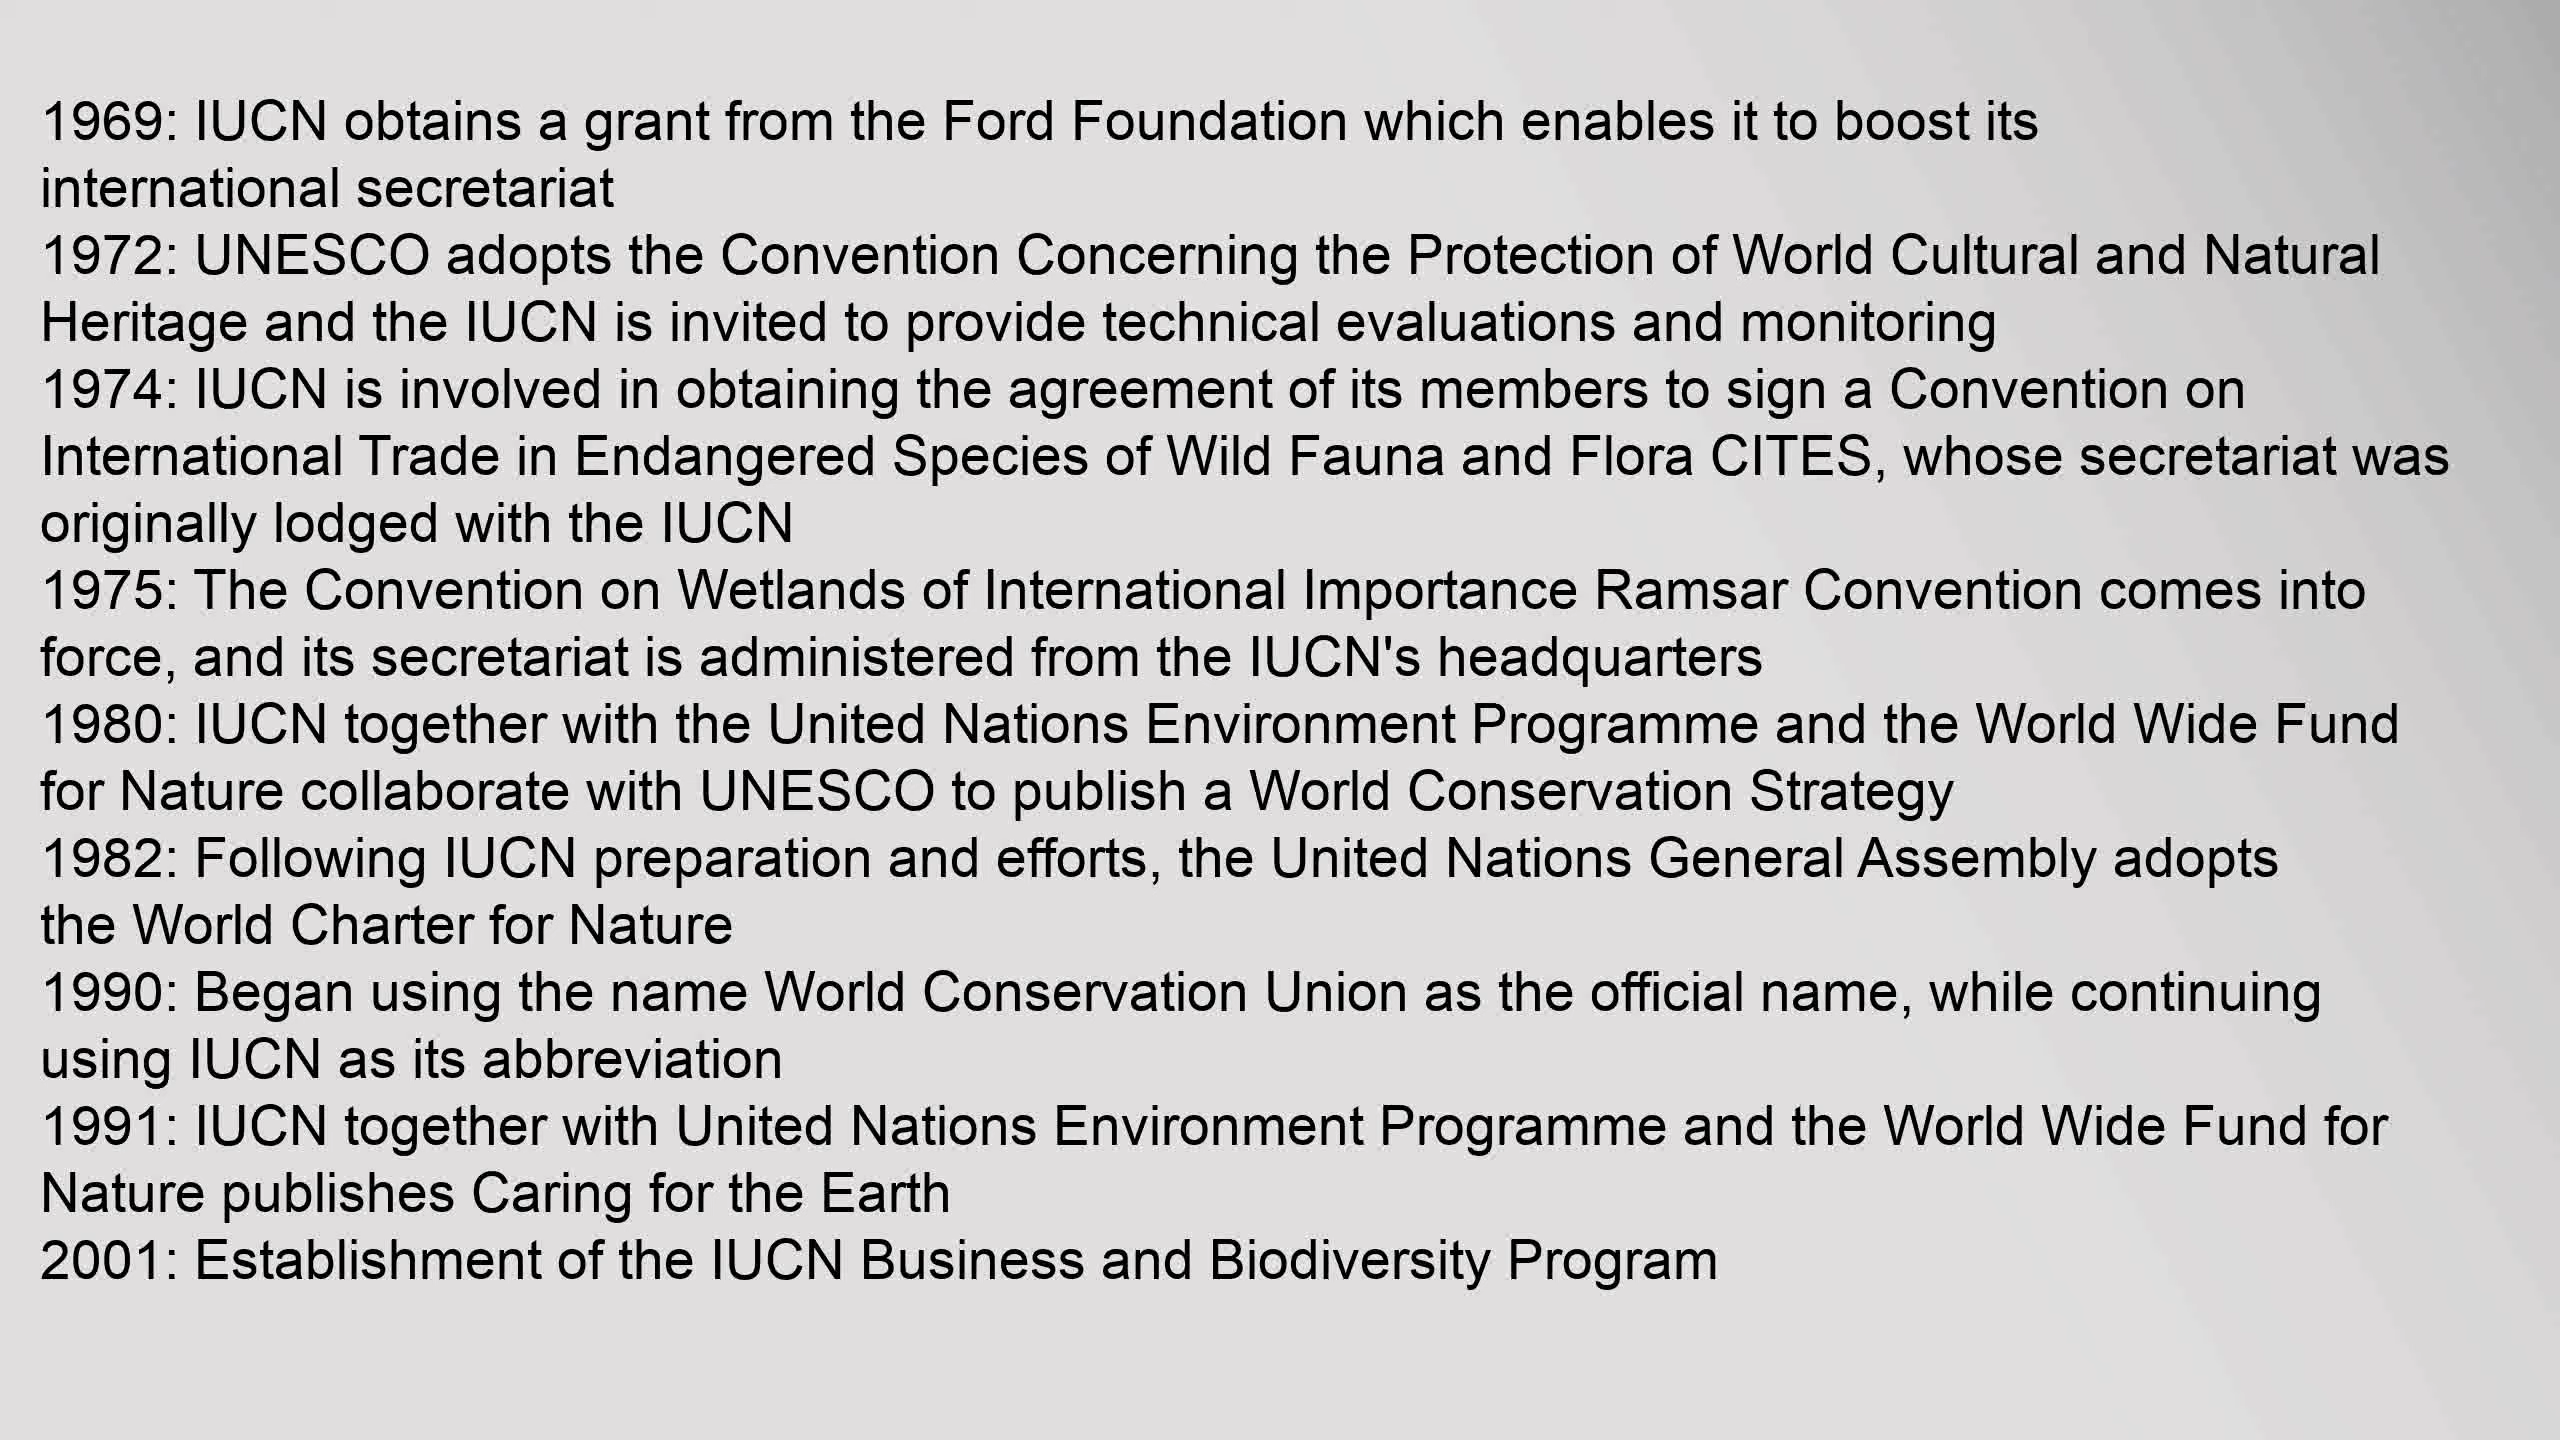 1969: IUCN obtains a grant from the Ford Foundation which enables it to boost its
international secretariat
1972: UNESCO adopts the Convention Concerning the Protection of World Cultural and Natural
Heritage and the IUCN is invited to provide technical evaluations and monitoring
1974: IUCN is involved in obtaining the agreement of its members to sign a Convention on
International Trade in Endangered Species of Wild Fauna and Flora CITES, whose secretariat was
originally lodged with the IUCN
1975: The Convention on Wetlands of International Importance Ramsar Convention comes into
force, and its secretariat is administered from the IUCN's headquarters
1980: IUCN together with the United Nations Environment Programme and the World Wide Fund
for Nature collaborate with UNESCO to publish a World Conservation Strategy
1982: Following IUCN preparation and efforts, the United Nations General Assembly adopts
the World Charter for Nature
1990: Began using the name World Conservation Union as the official name, while continuing
using IUCN as its abbreviation
1991: IUCN together with United Nations Environment Programme and the World Wide Fund for
Nature publishes Caring for the Earth
2001: Establishment of the IUCN Business and Biodiversity Program